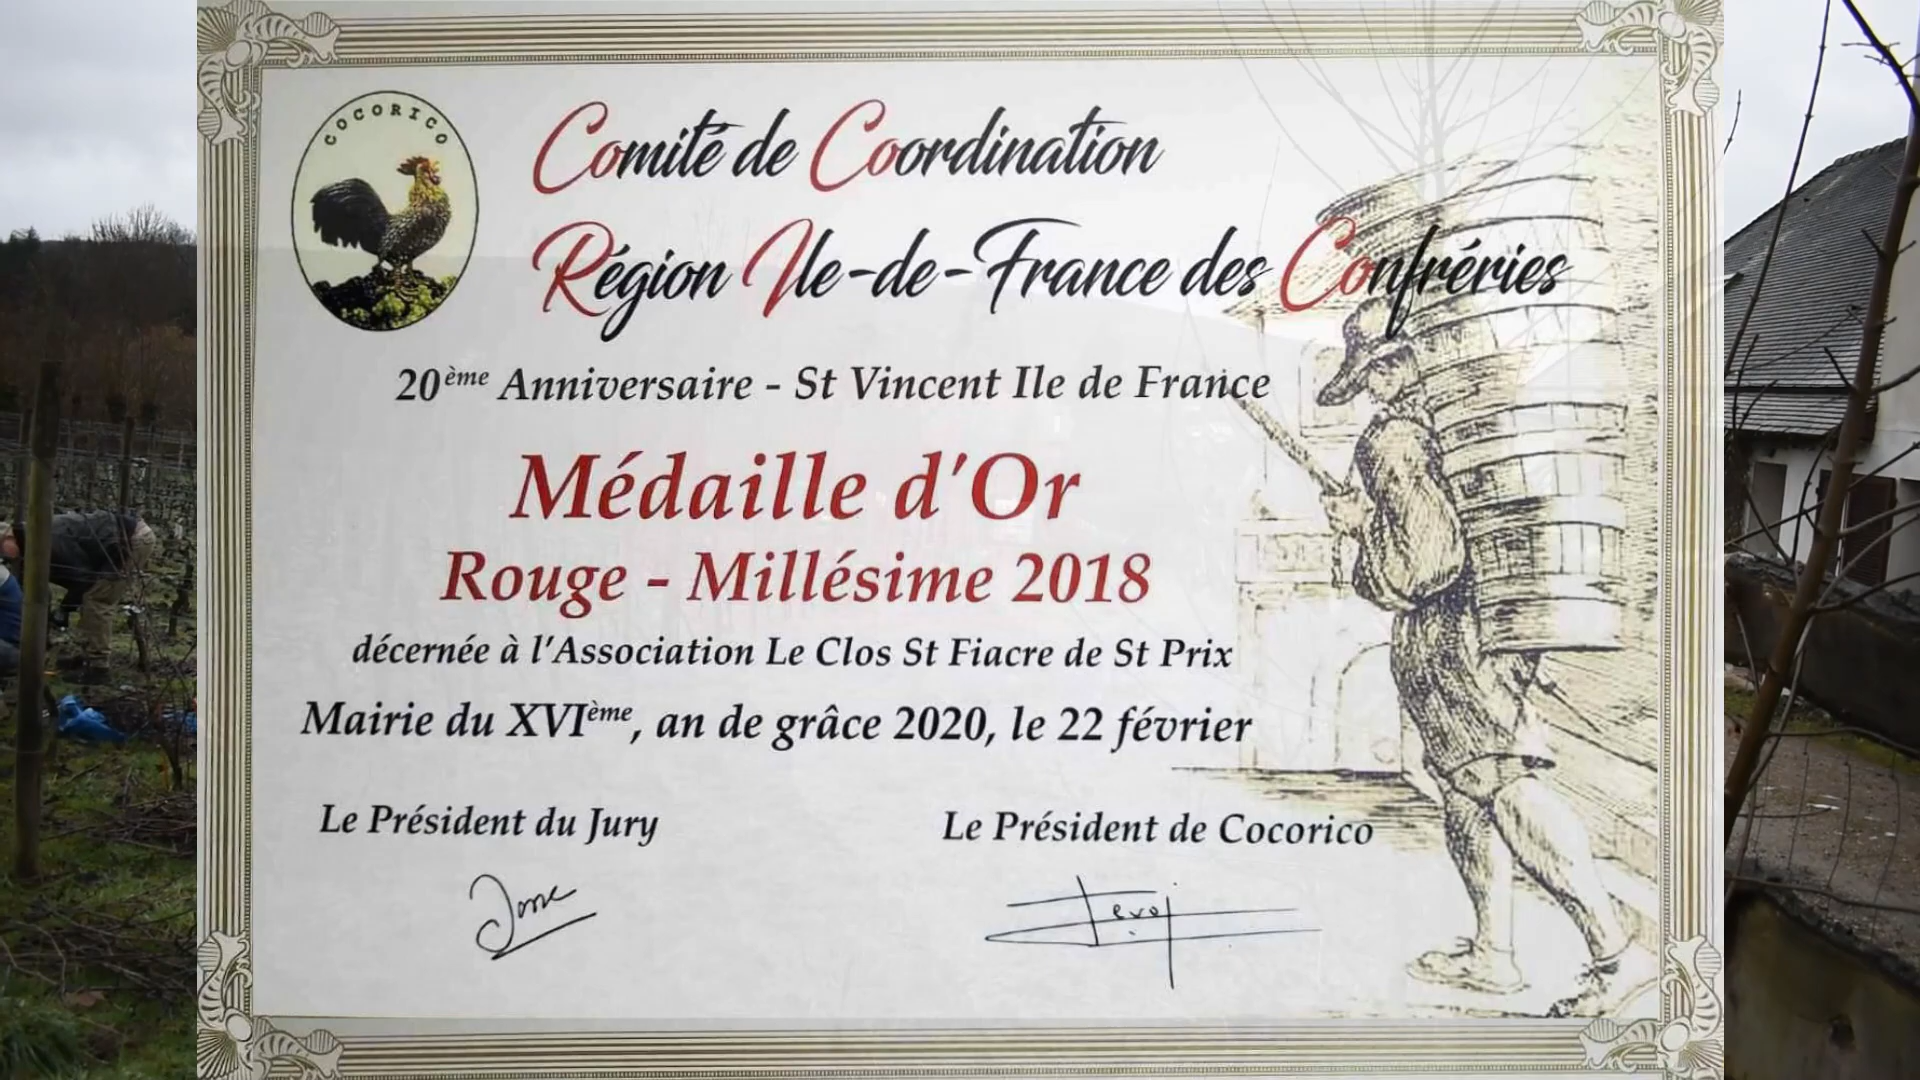 COCORICO
Comité de Coordination
Région Ile-de-France des Confréries
20ème Anniversaire - St Vincent Ile de France
Médaille d'Or
Rouge - Millésime 2018
décernée à l'Association Le Clos St Fiacre de St Prix
Mairie du XVIème, an de grâce 2020, le 22 février
Le Président du Jury
Le Président de Cocorico